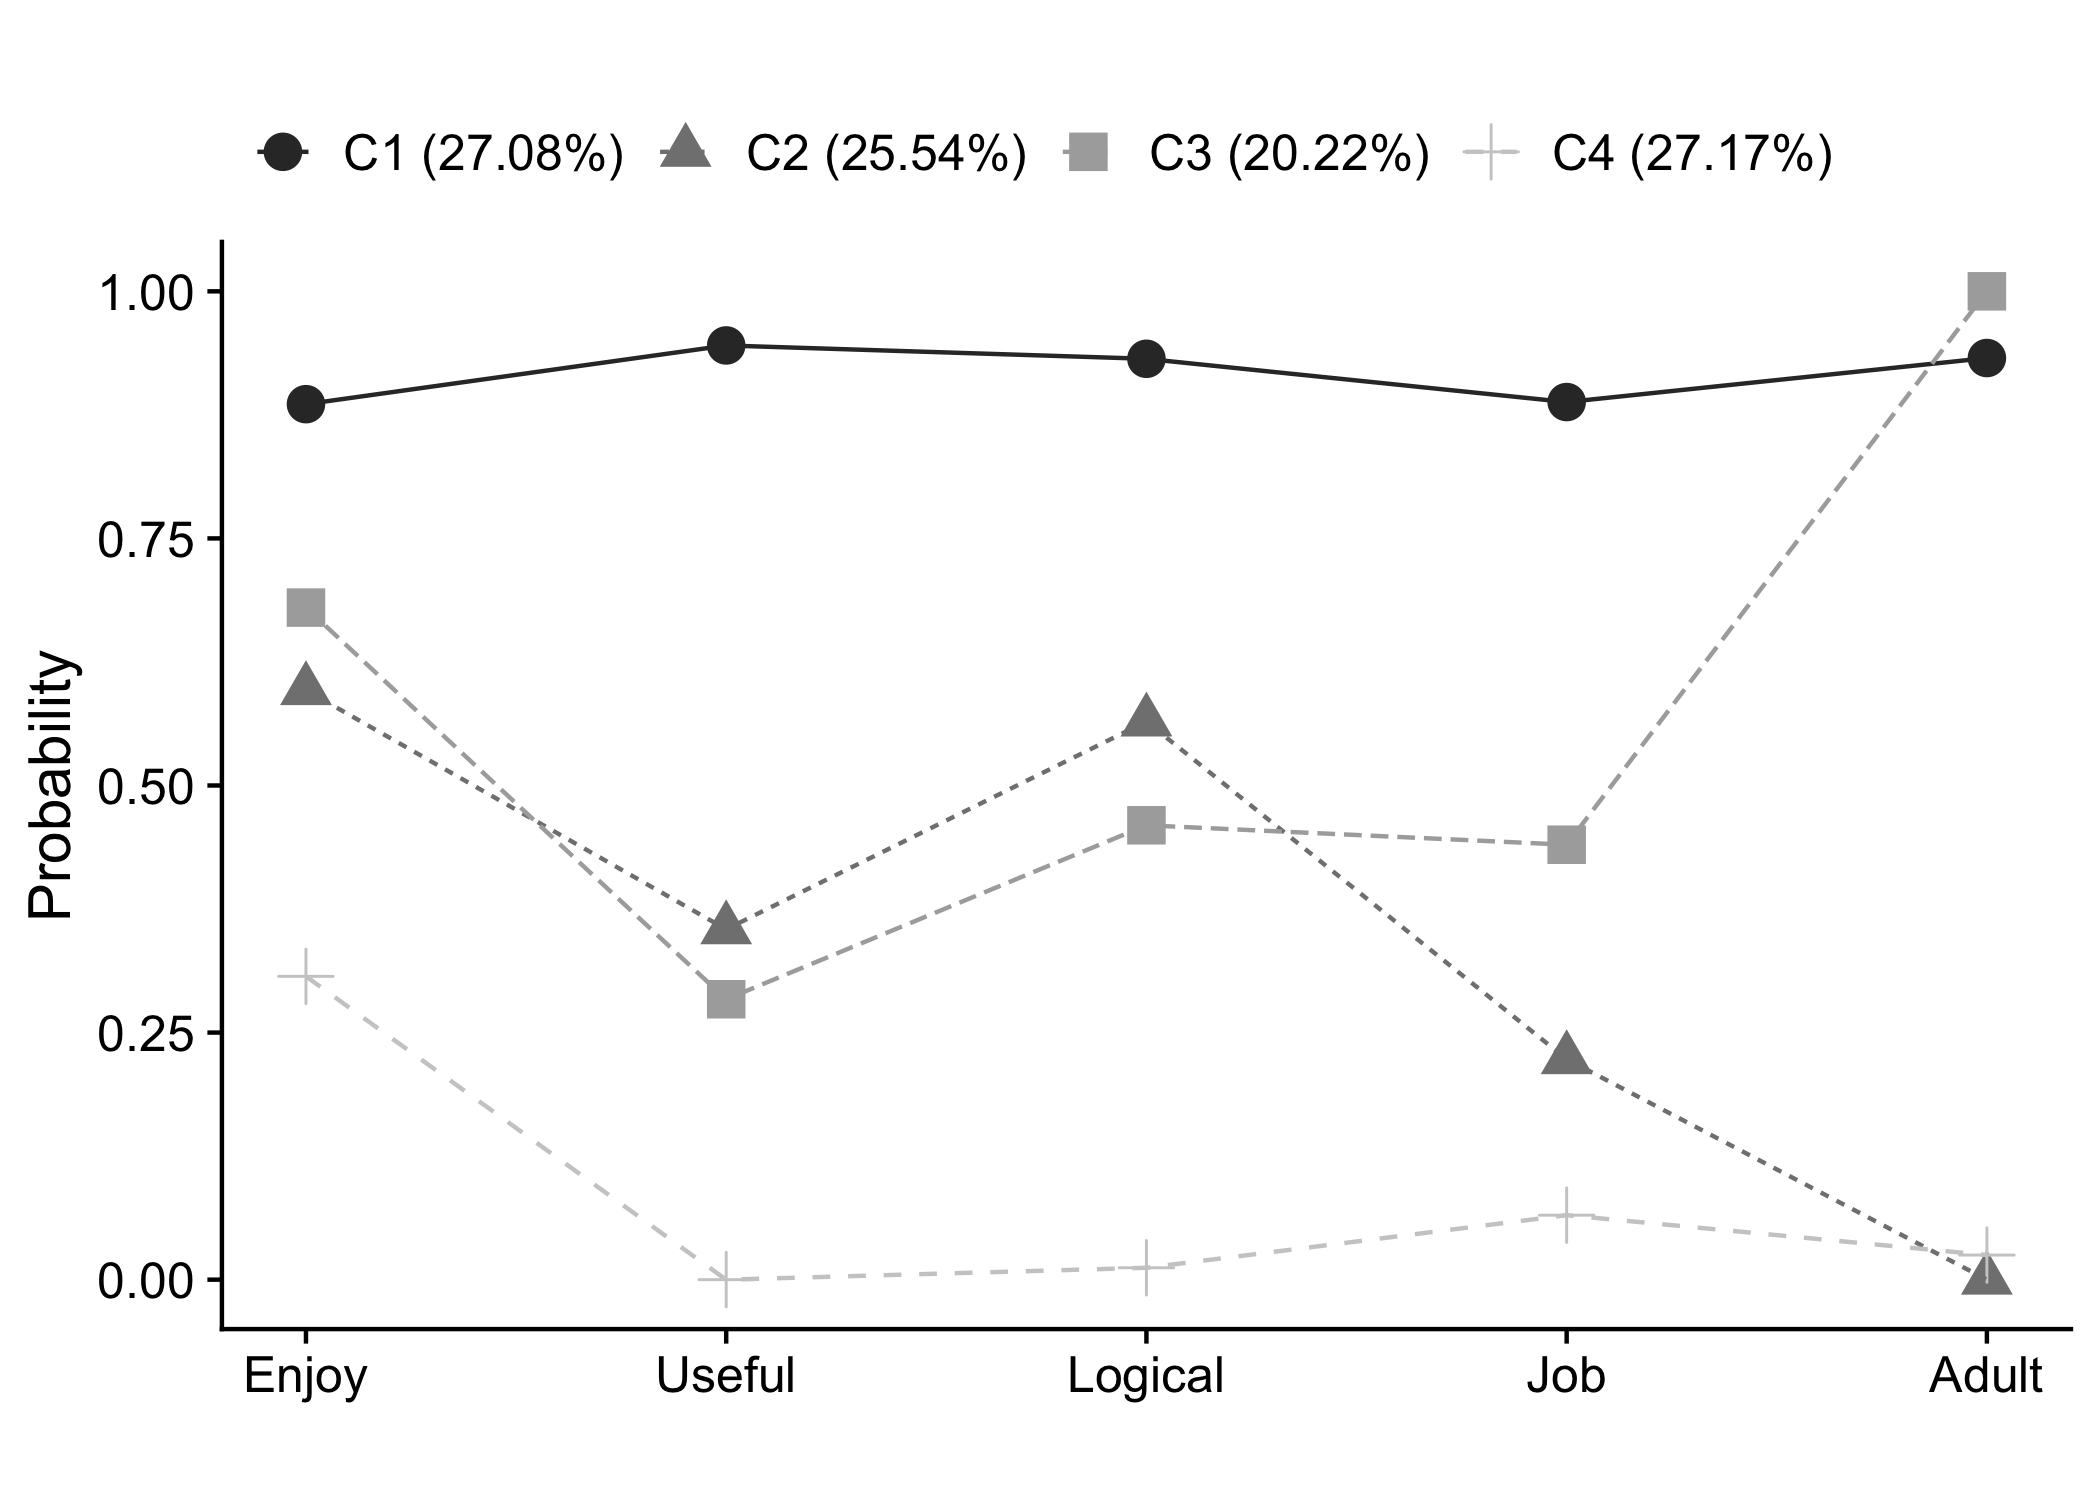 C1 (27.08%) C2 (25.54%) C3 (20.22%) C4 (27.17%)
Probability
1.00
0.75
0.50
0.25
0.00
Enjoy Useful Logical Job Adult